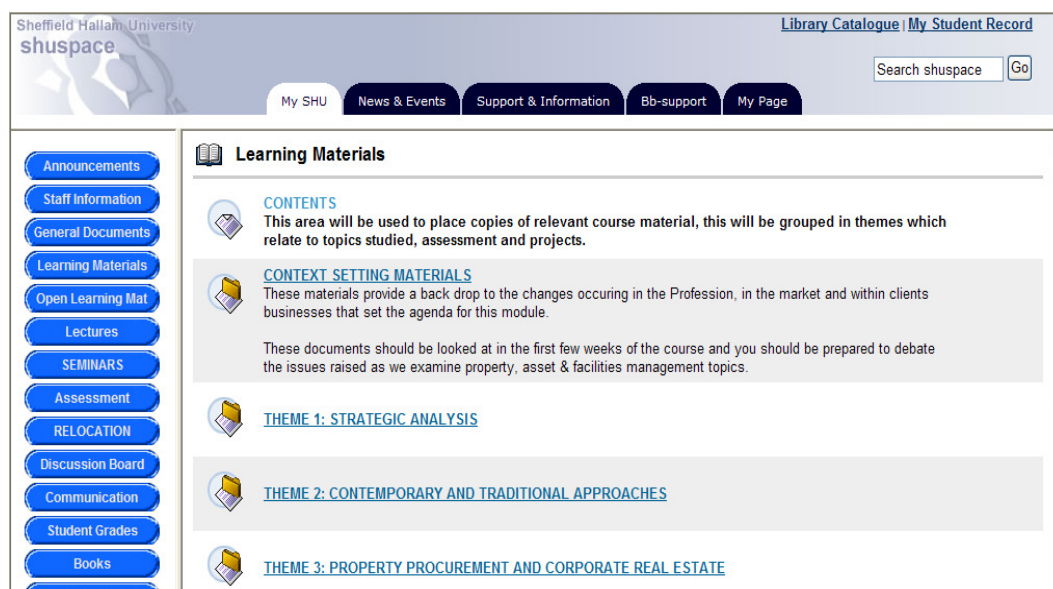 Sheffield Hallam University
shuspace
Library Catalogue | My Student Record
Search shuspace Go
My SHU News & Events Support & Information Bb-support My Page
Announcements
Staff Information
General Documents
Learning Materials
Open Learning Mat
Lectures
SEMINARS
Assessment
RELOCATION
Discussion Board
Communication
Student Grades
Books
Learning Materials
CONTENTS
This area will be used to place copies of relevant course material, this will be grouped in themes which
relate to topics studied, assessment and projects.
CONTEXT SETTING MATERIALS
These materials provide a back drop to the changes occuring in the Profession, in the market and within clients
businesses that set the agenda for this module.
These documents should be looked at in the first few weeks of the course and you should be prepared to debate
the issues raised as we examine property, asset & facilities management topics.
THEME 1: STRATEGIC ANALYSIS
THEME 2: CONTEMPORARY AND TRADITIONAL APPROACHES
THEME 3: PROPERTY PROCUREMENT AND CORPORATE REAL ESTATE